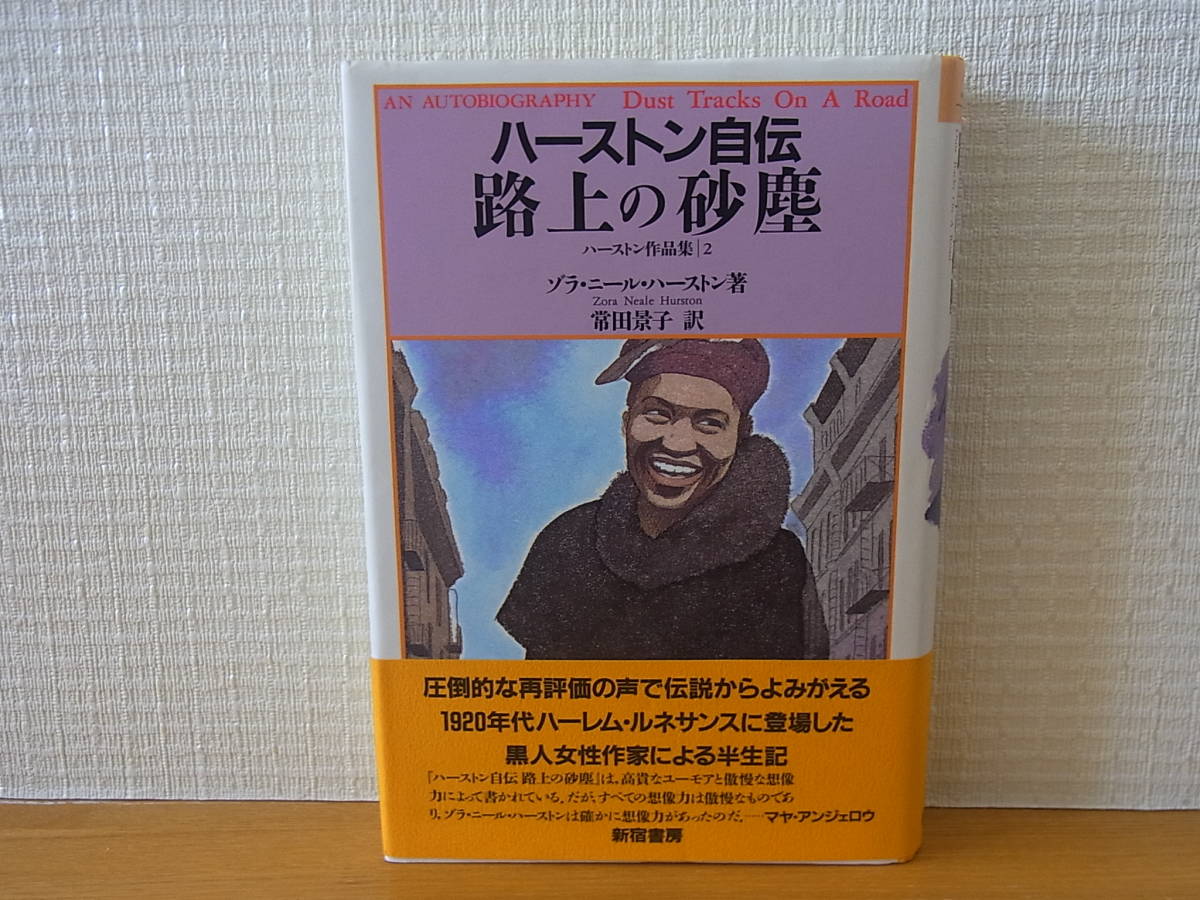 AN AUTOBIOGRAPHY Dust Tracks On A Road
ハーストン自伝
路上の砂塵
ハーストン作品集|2
ゾラ・ニール・ハーストン著
Zora Neale Hurston
常田景子 訳
圧倒的な再評価の声で伝説からよみがえる
1920年代ハーレム・ルネサンスに登場した
黒人女性作家による半生記
『ハーストン自伝 路上の砂塵』は、高貴なユーモアと傲慢な想像
力によって書かれている。だが、すべての想像力は傲慢なものであ
り、ゾラ・ニール・ハーストンは確かに想像力があったのだ。——マヤ・アンジェロウ
新宿書房